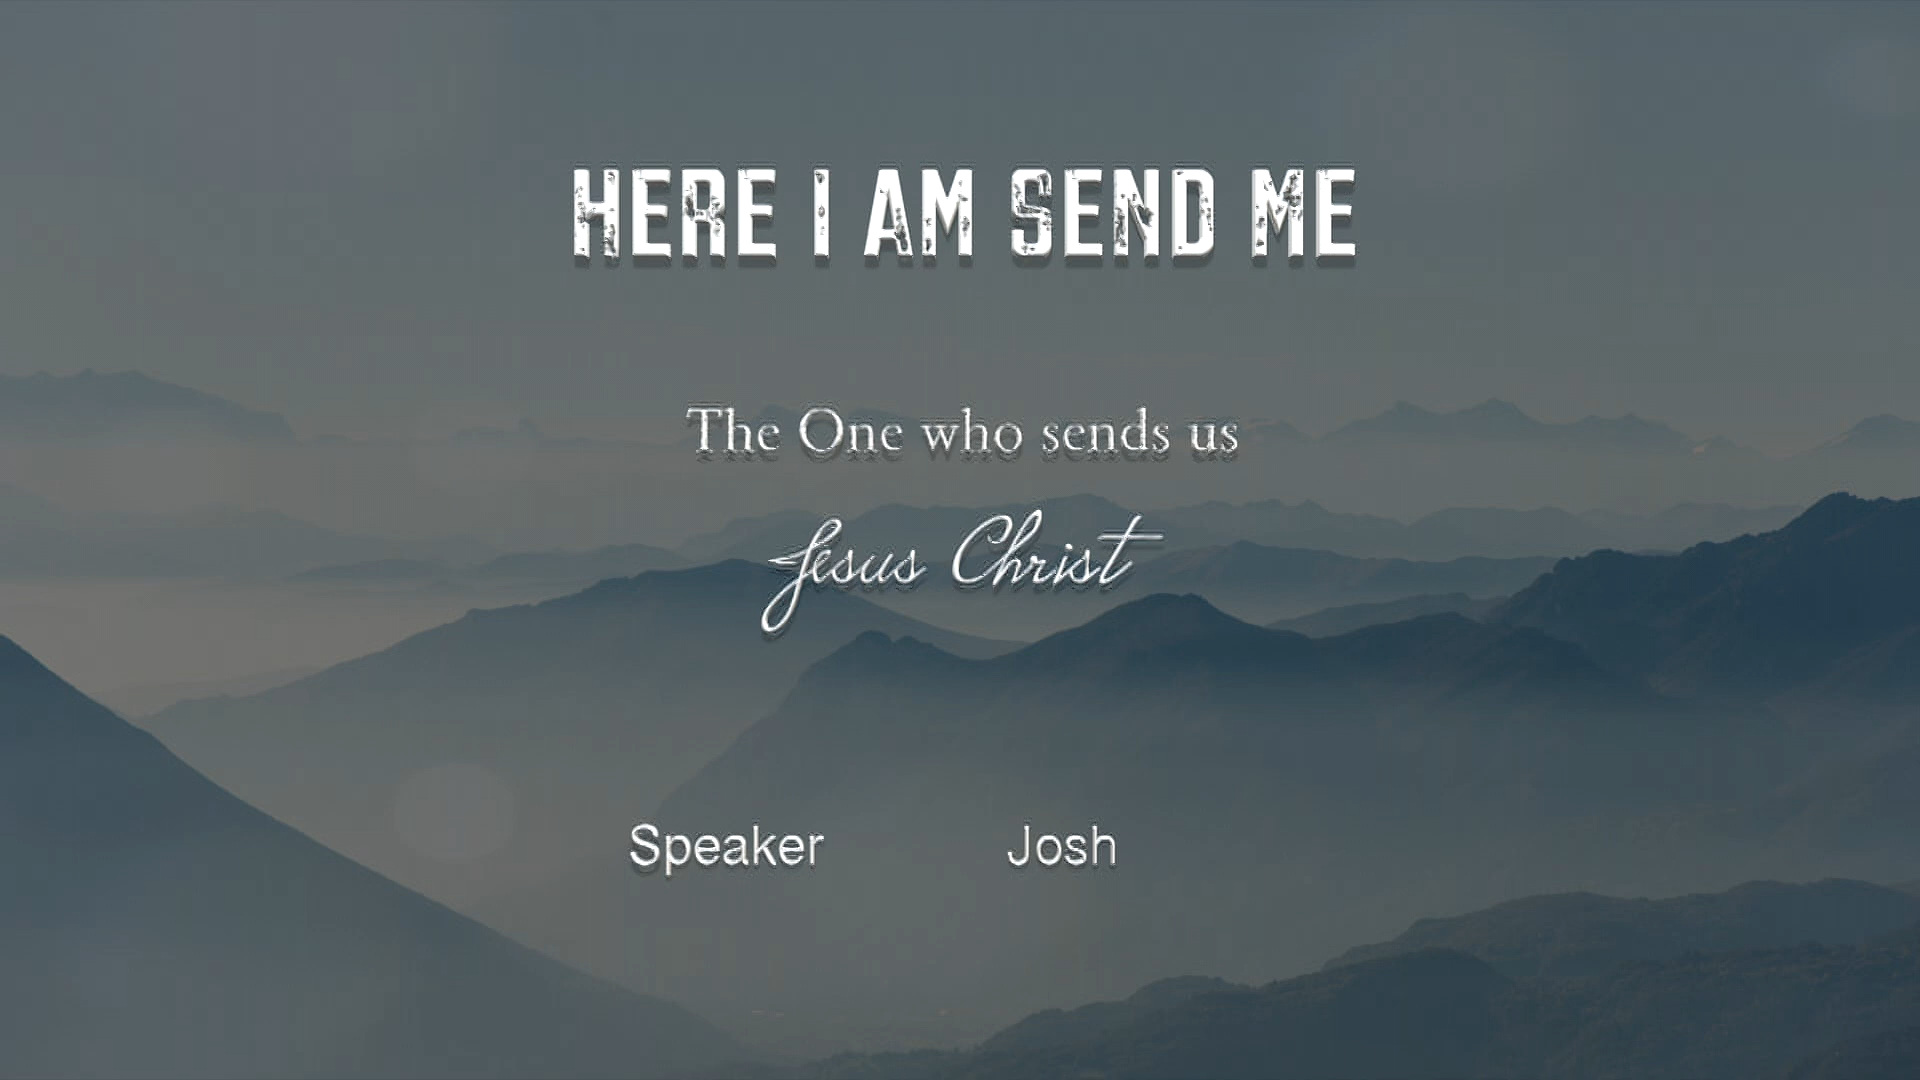 HERE I AM SEND ME
The One who sends us
Jesus Christ
Speaker Josh